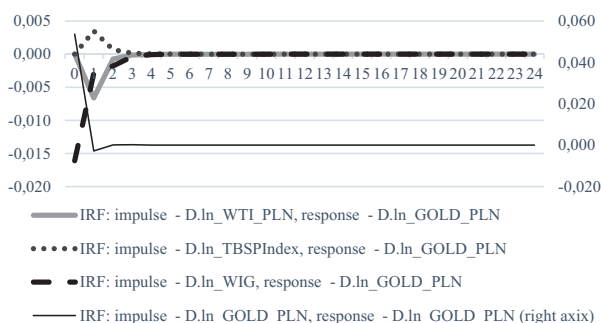 0,005 0,060
0,000 0,040
0 1 2 3 4 5 6 7 8 9 10 11 12 13 14 15 16 17 18 19 20 21 22 23 24
-0,005 0,020
-0,010 0,000
-0,015
-0,020 -0,020
IRF: impulse - D.ln_WTI_PLN, response - D.ln_GOLD_PLN
IRF: impulse - D.ln_TBSPIndex, response - D.ln_GOLD_PLN
IRF: impulse - D.ln_WIG, response - D.ln_GOLD_PLN
IRF: impulse - D.ln_GOLD_PLN, response - D.ln_GOLD_PLN (right axis)